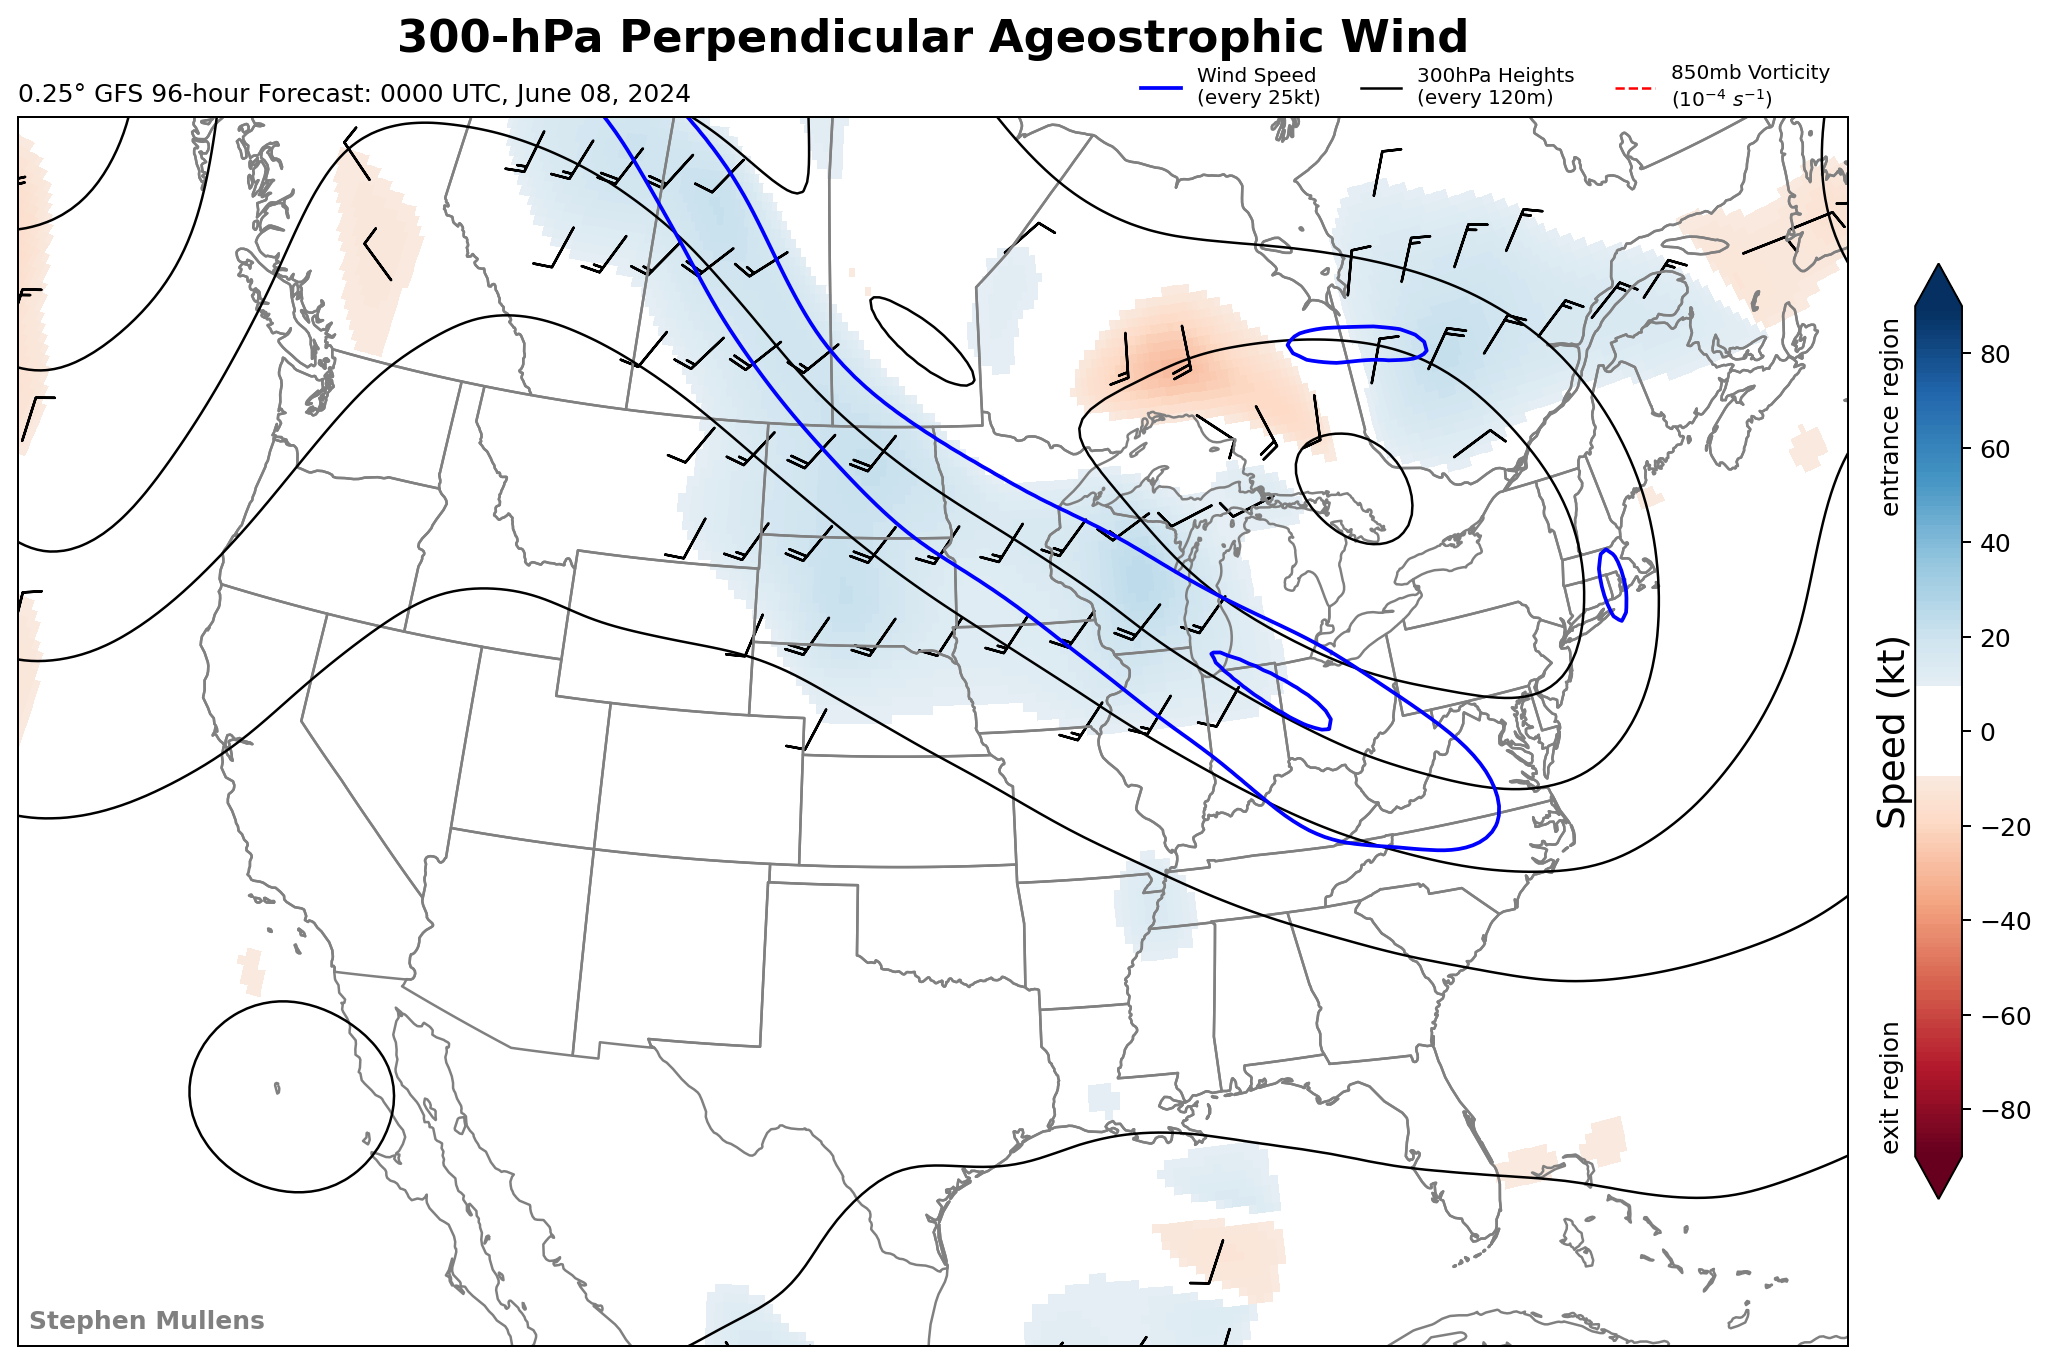 300-hPa Perpendicular Ageostrophic Wind
0.25° GFS 96-hour Forecast: 0000 UTC, June 08, 2024
Wind Speed
(every 25kt)
300hPa Heights
(every 120m)
850mb Vorticity
(10⁻⁴ s⁻¹)
entrance region
Speed (kt)
exit region
80
60
40
20
0
−20
−40
−60
−80
Stephen Mullens